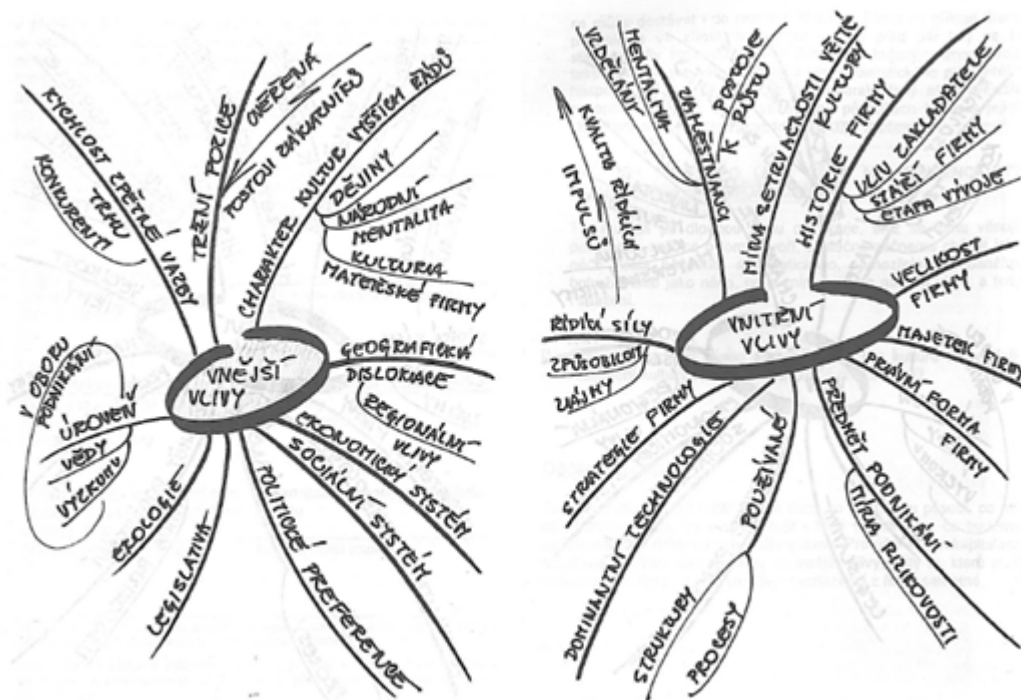 RYCHLOST ZPĚTNÉ VAZBY
KONKURENTI
TRHU
TRŽNÍ POZICE
OVĚŘENÁ
POSTOJI ZÁKAZNÍKŮ
CHARAKTER KULTUR VYŠŠÍCH ŘÁDŮ
DĚJINY
NÁRODNÍ
MENTALITA
KULTURA
MATEŘSKÉ FIRMY
VNEJŠÍ
VLIVY
GEOGRAFICKÁ
DISLOKACE
REGIONÁLNÍ
VLIVY
EKONOMICKÝ SYSTÉM
SOCIÁLNÍ SYSTÉM
POLITICKÉ PREFERENCE
LEGISLATIVA
EKOLOGIE
ÚROVEŇ
VĚDY
VÝZKUMU
V OBORU
PODNIKÁNÍ
VZDĚLÁNÍ
MENTALITA
ZAMĚSTNANCI
POSTOJE
K RŮSTU
KVALITA ŘÍDÍCÍCH
IMPULSŮ
MÍRA SETRVAČNOSTI VŽITÉ
KULTURY
HISTORIE FIRMY
VLIV ZAKLADATELE
STÁŘÍ FIRMY
ETAPA VÝVOJE
VELIKOST
FIRMY
VNITŘNÍ
VLIVY
ŘÍDÍCÍ SÍLY
ZPŮSOBILOST
ZÁJMY
MAJETEK FIRMY
PRÁVNÍ FORMA
FIRMY
PŘEDMĚT PODNIKÁNÍ
MÍRA RIZIKOVOSTI
POUŽÍVANÉ
STRUKTURY
PROCESY
DOMINANTNÍ TECHNOLOGIE
STRATEGIE FIRMY